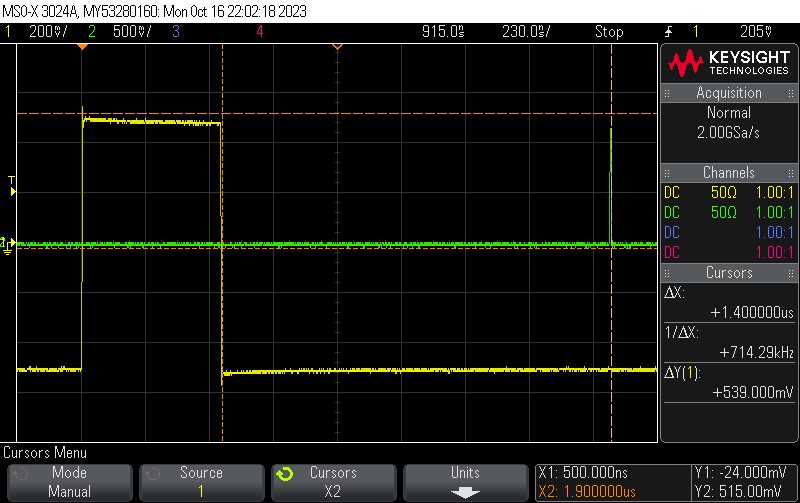 MSO-X 3024A, MY53280160: Mon Oct 16 22:02:18 2023
1 200mV/ 2 500mV/ 3 4 915.0ns 230.0ns/ Stop 1 205mV
KEYSIGHT
TECHNOLOGIES
Acquisition
Normal
2.00GSa/s
Channels
DC 50Ω 1.00:1
DC 50Ω 1.00:1
DC 1.00:1
DC 1.00:1
Cursors
ΔX:
+1.400000us
1/ΔX:
+714.29kHz
ΔY(1):
+539.000mV
T
2
Cursors Menu
Mode
Manual
Source
1
Cursors
X2
Units
X1: 500.000ns
X2: 1.900000us
Y1: -24.000mV
Y2: 515.00mV